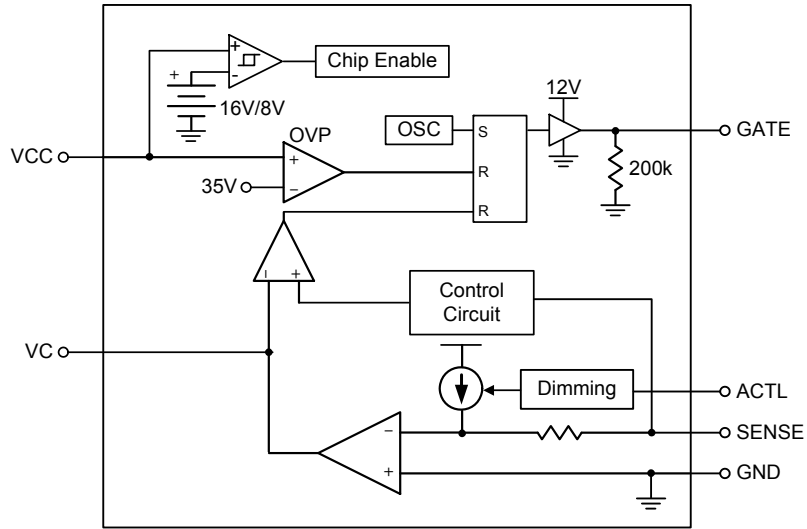 +
-
Chip Enable
+
16V/8V
12V
OSC
S
GATE
OVP
VCC
+
R
200k
35V
−
R
− +
Control
Circuit
VC
Dimming
ACTL
−
SENSE
+
GND